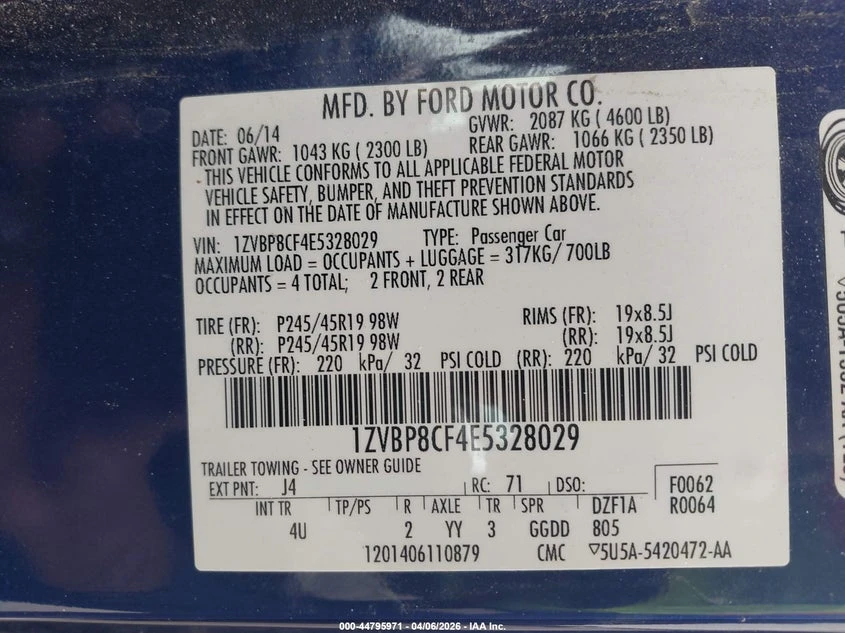 MFD. BY FORD MOTOR CO.
DATE: 06/14 GVWR: 2087 KG ( 4600 LB)
FRONT GAWR: 1043 KG ( 2300 LB) REAR GAWR: 1066 KG ( 2350 LB)
THIS VEHICLE CONFORMS TO ALL APPLICABLE FEDERAL MOTOR
VEHICLE SAFETY, BUMPER, AND THEFT PREVENTION STANDARDS
IN EFFECT ON THE DATE OF MANUFACTURE SHOWN ABOVE.
VIN: 1ZVBP8CF4E5328029 TYPE: Passenger Car
MAXIMUM LOAD = OCCUPANTS + LUGGAGE = 317KG/ 700LB
OCCUPANTS = 4 TOTAL; 2 FRONT, 2 REAR
TIRE (FR): P245/45R19 98W RIMS (FR): 19x8.5J
(RR): P245/45R19 98W (RR): 19x8.5J
PRESSURE (FR): 220 kPa/ 32 PSI COLD (RR): 220 kPa/ 32 PSI COLD
1ZVBP8CF4E5328029
TRAILER TOWING - SEE OWNER GUIDE
EXT PNT: J4 RC: 71 DSO: F0062
INT TR TP/PS R AXLE TR SPR DZF1A R0064
4U 2 YY 3 GGDD 805
1201406110879 CMC ▽5U5A-5420472-AA
000-44795971 - 04/06/2026 - IAA Inc.